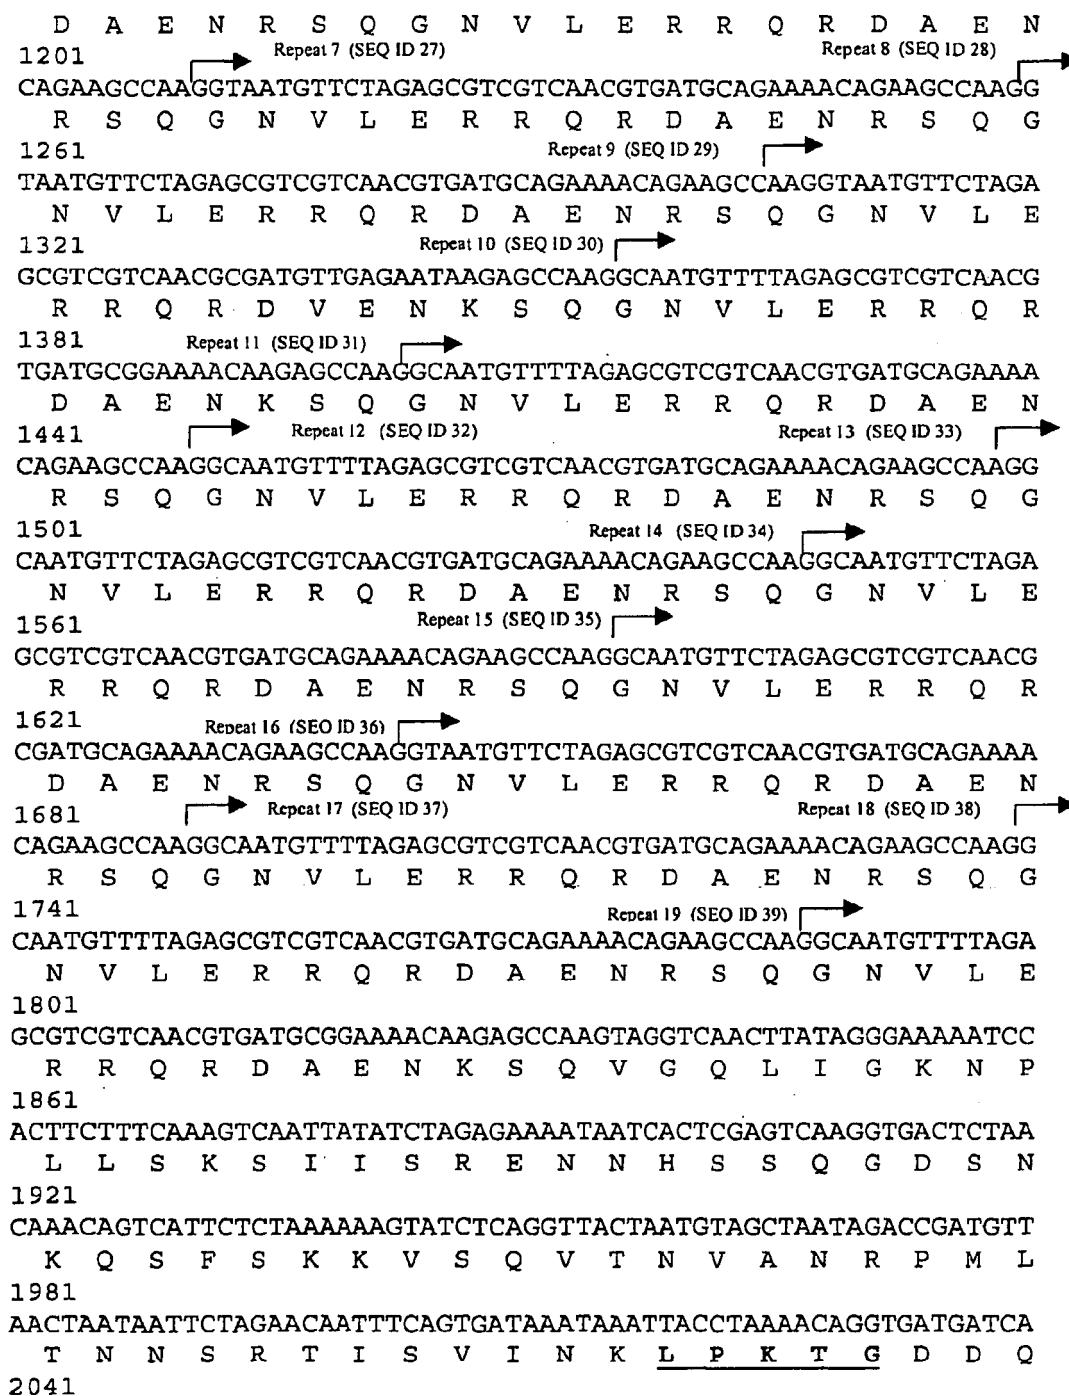 D A E N R S Q G N V L E R R Q R D A E N
1201 Repeat 7 (SEQ ID 27) Repeat 8 (SEQ ID 28)
CAGAAGCCAAGGTAATGTTCTAGAGCGTCGTCAACGTGATGCAGAAAACAGAAGCCAAGG
R S Q G N V L E R R Q R D A E N R S Q G
1261 Repeat 9 (SEQ ID 29)
TAATGTTCTAGAGCGTCGTCAACGTGATGCAGAAAACAGAAGCCAAGGTAATGTTCTAGA
N V L E R R Q R D A E N R S Q G N V L E
1321 Repeat 10 (SEQ ID 30)
GCGTCGTCAACGCGATGTTGAGAATAAGAGCCAAGGCAATGTTTTAGAGCGTCGTCAACG
R R Q R D V E N K S Q G N V L E R R Q R
1381 Repeat 11 (SEQ ID 31)
TGATGCGGAAAACAAGAGCCAAGGCAATGTTTTAGAGCGTCGTCAACGTGATGCAGAAAA
D A E N K S Q G N V L E R R Q R D A E N
1441 Repeat 12 (SEQ ID 32) Repeat 13 (SEQ ID 33)
CAGAAGCCAAGGCAATGTTTTAGAGCGTCGTCAACGTGATGCAGAAAACAGAAGCCAAGG
R S Q G N V L E R R Q R D A E N R S Q G
1501 Repeat 14 (SEQ ID 34)
CAATGTTCTAGAGCGTCGTCAACGTGATGCAGAAAACAGAAGCCAAGGCAATGTTCTAGA
N V L E R R Q R D A E N R S Q G N V L E
1561 Repeat 15 (SEQ ID 35)
GCGTCGTCAACGTGATGCAGAAAACAGAAGCCAAGGCAATGTTCTAGAGCGTCGTCAACG
R R Q R D A E N R S Q G N V L E R R Q R
1621 Repeat 16 (SEQ ID 36)
CGATGCAGAAAACAGAAGCCAAGGTAATGTTCTAGAGCGTCGTCAACGTGATGCAGAAAA
D A E N R S Q G N V L E R R Q R D A E N
1681 Repeat 17 (SEQ ID 37) Repeat 18 (SEQ ID 38)
CAGAAGCCAAGGCAATGTTTTAGAGCGTCGTCAACGTGATGCAGAAAACAGAAGCCAAGG
R S Q G N V L E R R Q R D A E N R S Q G
1741 Repeat 19 (SEQ ID 39)
CAATGTTTTAGAGCGTCGTCAACGTGATGCAGAAAACAGAAGCCAAGGCAATGTTTTAGA
N V L E R R Q R D A E N R S Q G N V L E
1801
GCGTCGTCAACGTGATGCGGAAAACAAGAGCCAAGTAGGTCAACTTATAGGGAAAAATCC
R R Q R D A E N K S Q V G Q L I G K N P
1861
ACTTCTTTCAAAGTCAATTATATCTAGAGAAAATAATCACTCGAGTCAAGGTGACTCTAA
L L S K S I I S R E N N H S S Q G D S N
1921
CAAACAGTCATTCTCTAAAAAAGTATCTCAGGTTACTAATGTAGCTAATAGACCGATGTT
K Q S F S K K V S Q V T N V A N R P M L
1981
AACTAATAATTCTAGAACAATTTCAGTGATAAATAAATTACCTAAAACAGGTGATGATCA
T N N S R T I S V I N K L P K T G D D Q
2041